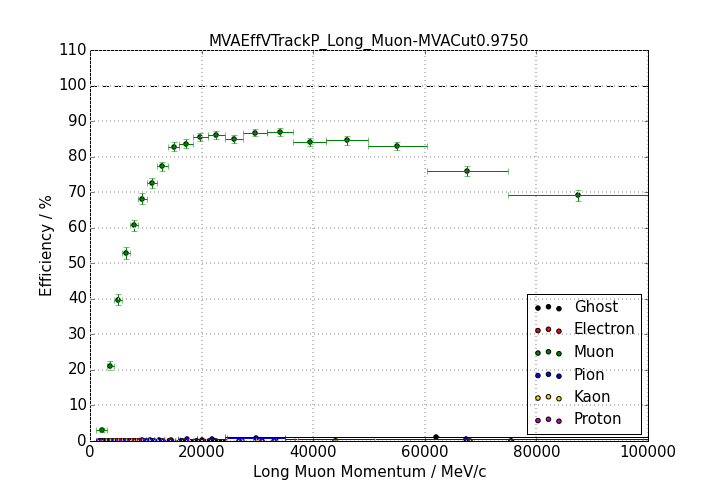 MVAEffVTrackP_Long_Muon-MVACut0.9750
110
100
90
80
70
60
50
40
30
20
10
0
Efficiency / %
Ghost
Electron
Muon
Pion
Kaon
Proton
0 20000 40000 60000 80000 100000
Long Muon Momentum / MeV/c